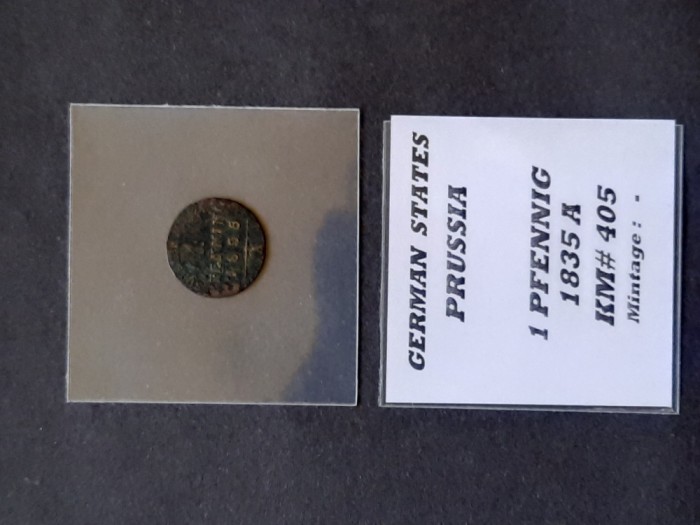 GERMAN STATES
PRUSSIA
1 PFENNIG
1835 A
KM# 405
Mintage: -